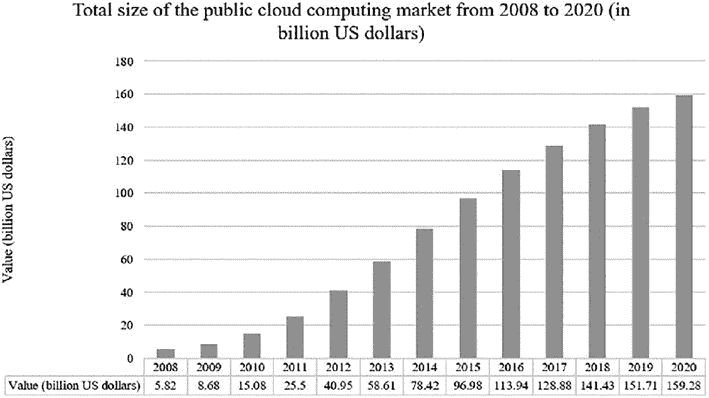 Total size of the public cloud computing market from 2008 to 2020 (in
billion US dollars)
Value (billion US dollars)
180
160
140
120
100
80
60
40
20
0
2008 2009 2010 2011 2012 2013 2014 2015 2016 2017 2018 2019 2020
Value (billion US dollars) 5.82 8.68 15.08 25.5 40.95 58.61 78.42 96.98 113.94 128.88 141.43 151.71 159.28